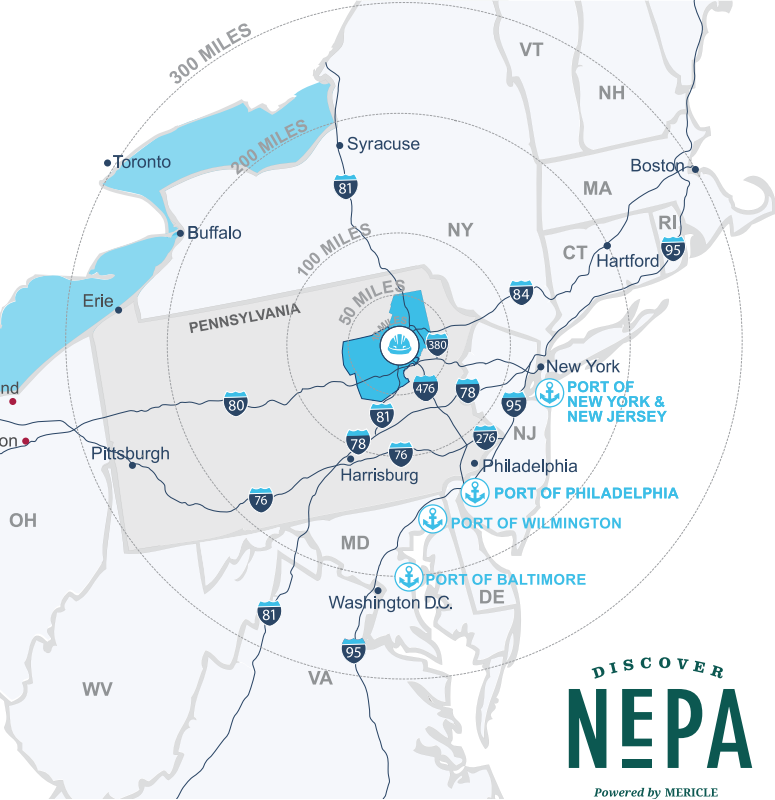 300 MILES
VT
NH
200 MILES
Syracuse
Toronto
Boston
81
MA
RI
NY
Buffalo
100 MILES
CT
Hartford
95
50 MILES
84
Erie
PENNSYLVANIA
380
New York
nd
476
78
PORT OF
NEW YORK &
NEW JERSEY
80
95
81
NJ
on
78
276
Pittsburgh
76
Harrisburg
Philadelphia
76
PORT OF PHILADELPHIA
OH
PORT OF WILMINGTON
MD
PORT OF BALTIMORE
DE
Washington D.C.
81
95
VA
WV
DISCOVER
NEPA
Powered by MERICLE